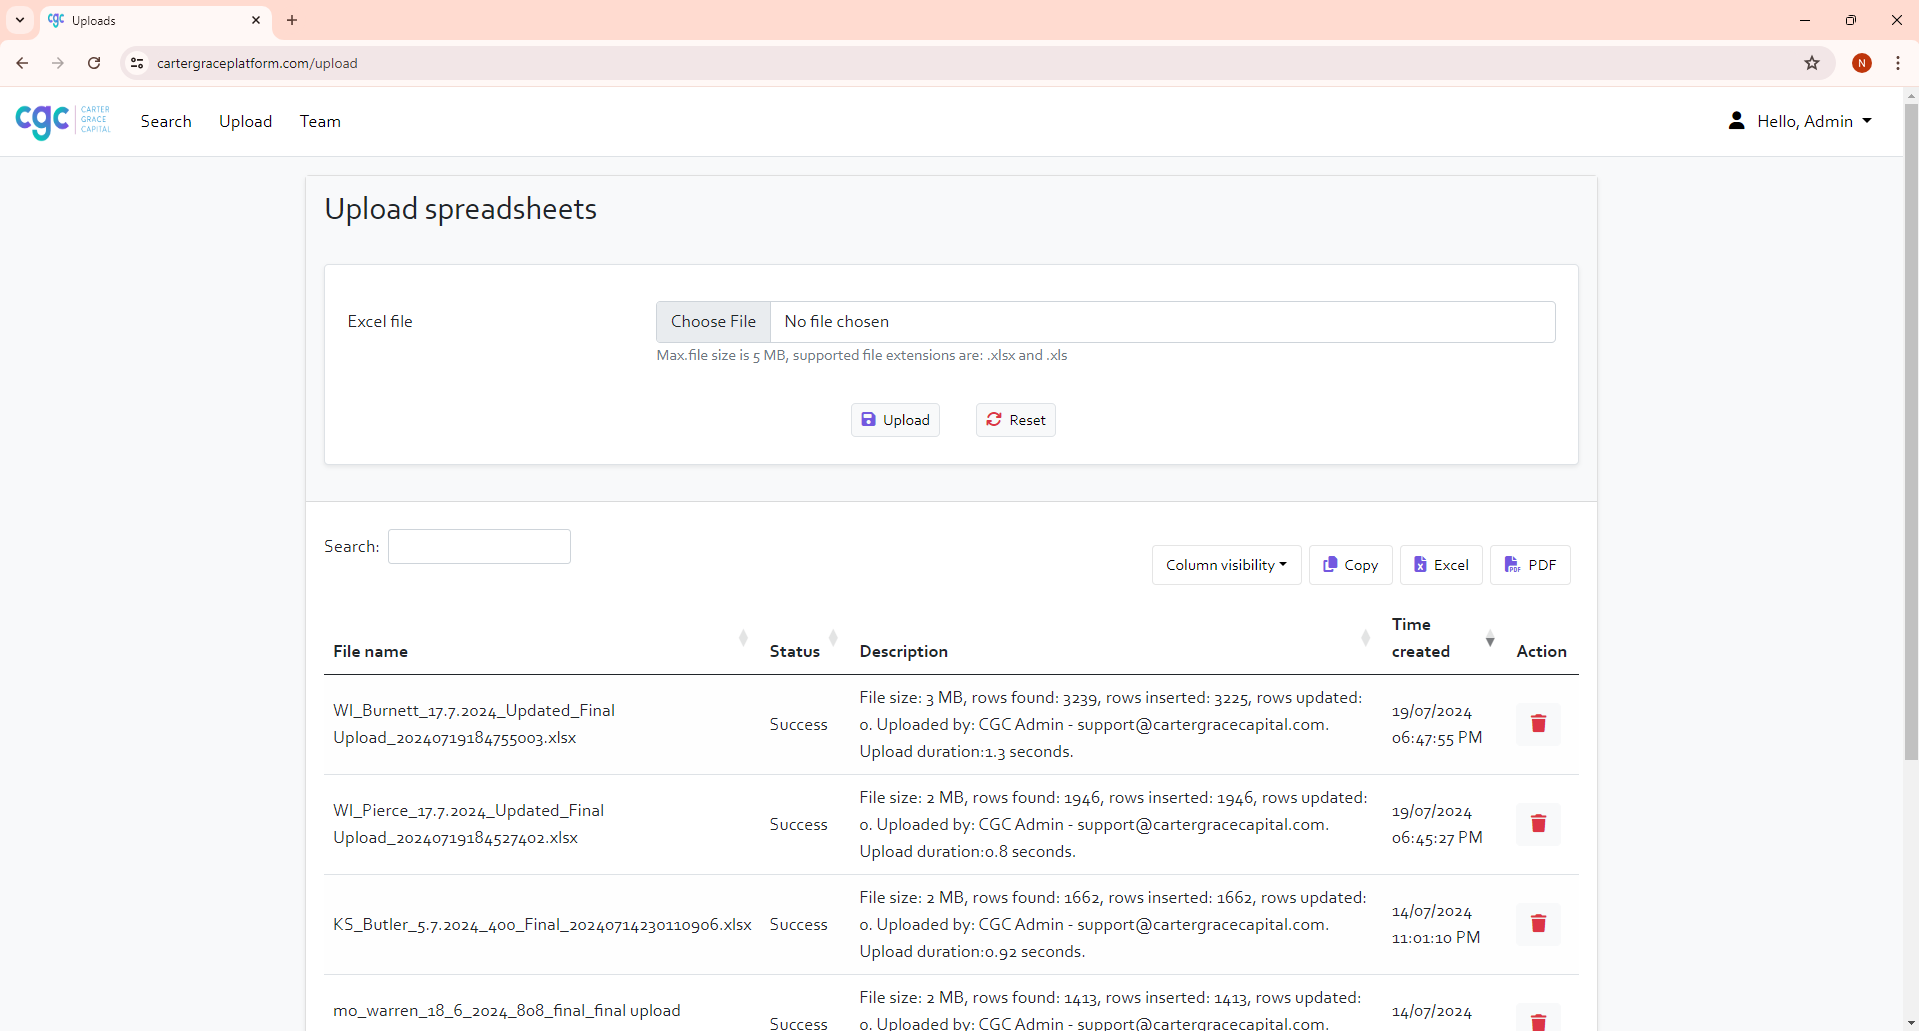 cgc Uploads
cartergraceplatform.com/upload
N
cgc CARTER
GRACE
CAPITAL
Search Upload Team
Hello, Admin
Upload spreadsheets
Excel file
Choose File No file chosen
Max.file size is 5 MB, supported file extensions are: .xlsx and .xls
Upload Reset
Search:
Column visibility Copy Excel PDF
File name Status Description Time
created Action
WI_Burnett_17.7.2024_Updated_Final
Upload_20240719184755003.xlsx
Success
File size: 3 MB, rows found: 3239, rows inserted: 3225, rows updated:
0. Uploaded by: CGC Admin - support@cartergracecapital.com.
Upload duration:1.3 seconds.
19/07/2024
06:47:55 PM
WI_Pierce_17.7.2024_Updated_Final
Upload_20240719184527402.xlsx
Success
File size: 2 MB, rows found: 1946, rows inserted: 1946, rows updated:
0. Uploaded by: CGC Admin - support@cartergracecapital.com.
Upload duration:0.8 seconds.
19/07/2024
06:45:27 PM
KS_Butler_5.7.2024_400_Final_20240714230110906.xlsx
Success
File size: 2 MB, rows found: 1662, rows inserted: 1662, rows updated:
0. Uploaded by: CGC Admin - support@cartergracecapital.com.
Upload duration:0.92 seconds.
14/07/2024
11:01:10 PM
mo_warren_18_6_2024_808_final_final upload
Success
File size: 2 MB, rows found: 1413, rows inserted: 1413, rows updated:
0. Uploaded by: CGC Admin - support@cartergracecapital.com.
14/07/2024